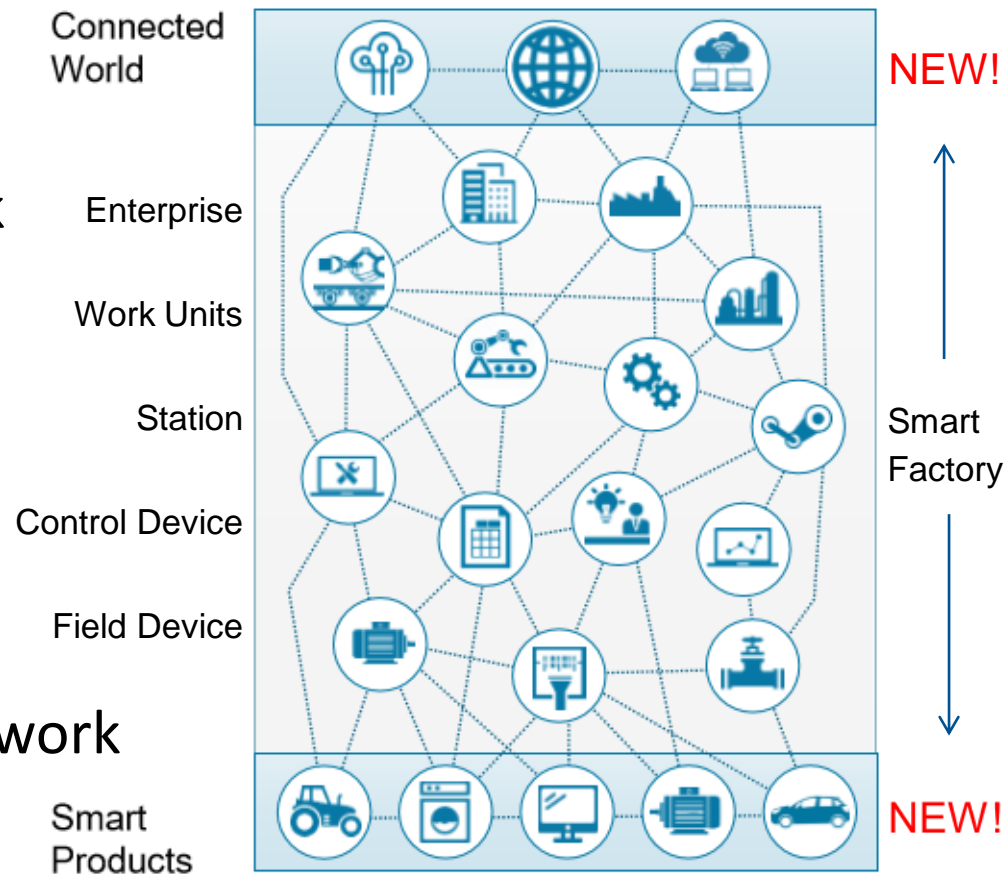 Connected
World
NEW!
Enterprise
Work Units
Station
Smart
Factory
Control Device
Field Device
work
Smart
Products
NEW!